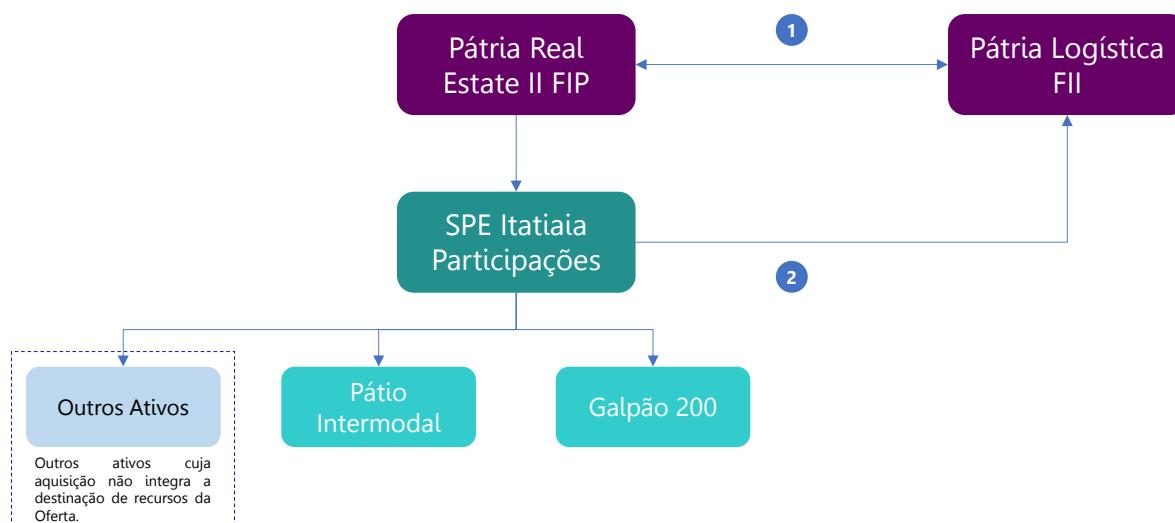 Pátria Real
Estate II FIP
1
Pátria Logística
FII
SPE Itatiaia
Participações
2
Outros Ativos
Pátio
Intermodal
Galpão 200
Outros ativos cuja
aquisição não integra a
destinação de recursos da
Oferta.